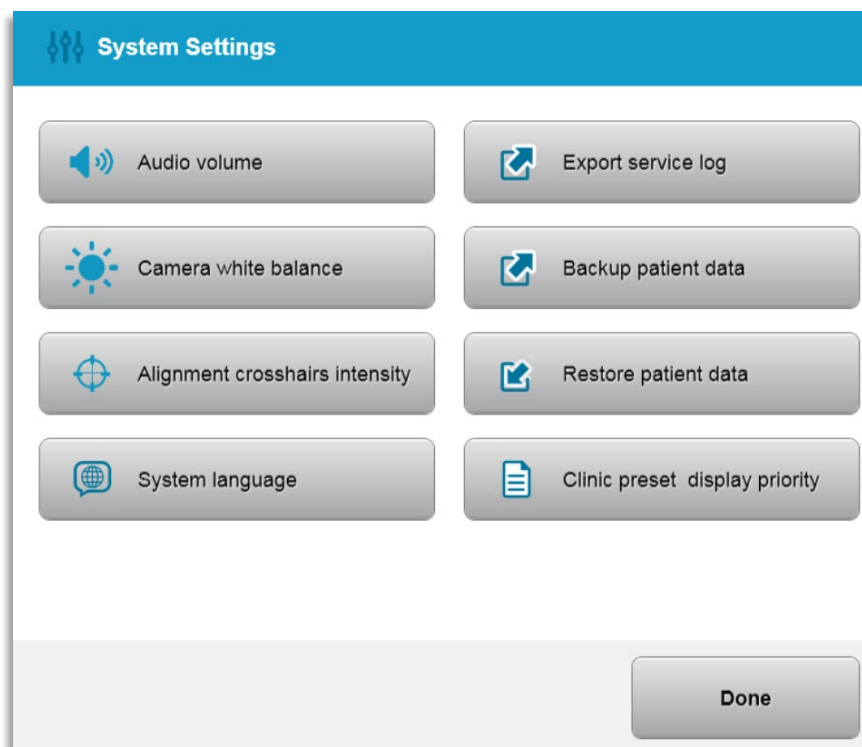 System Settings
Audio volume
Export service log
Camera white balance
Backup patient data
Alignment crosshairs intensity
Restore patient data
System language
Clinic preset display priority
Done